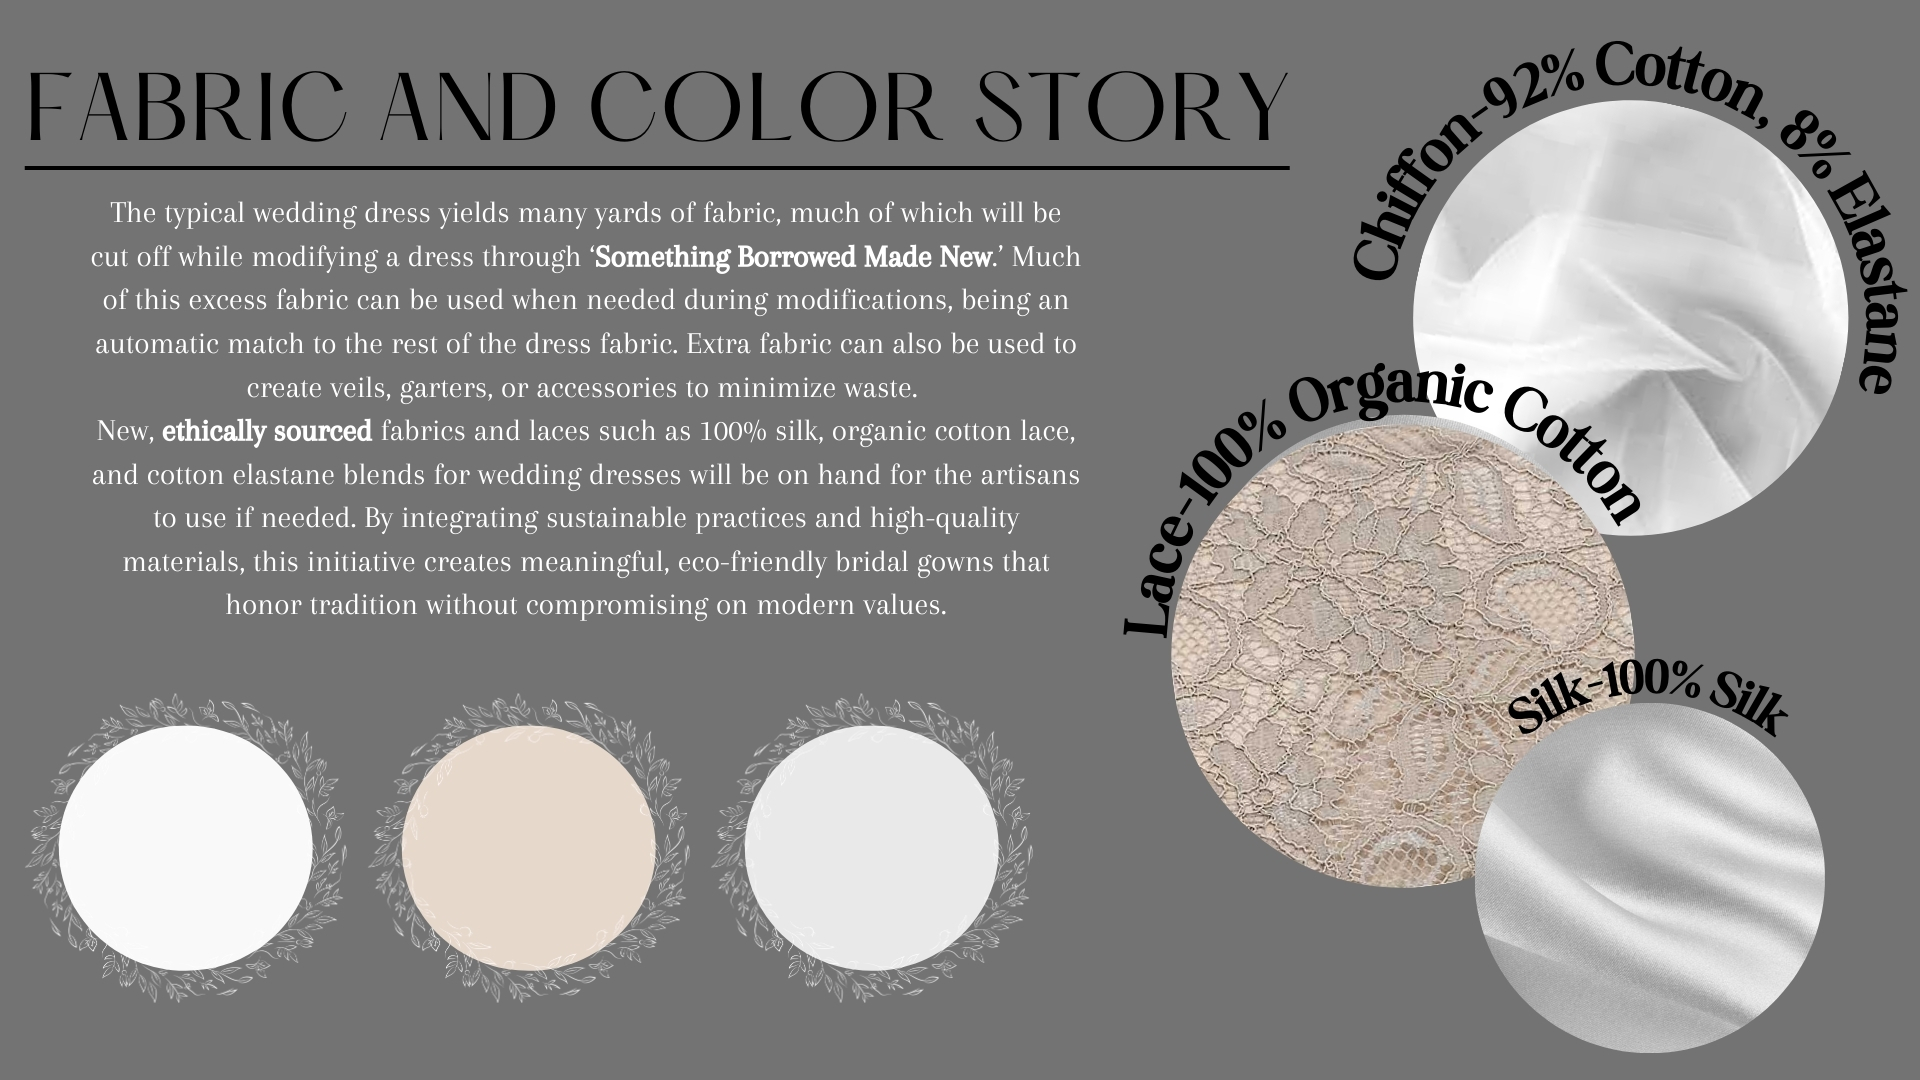 FABRIC AND COLOR STORY
The typical wedding dress yields many yards of fabric, much of which will be
cut off while modifying a dress through ‘Something Borrowed Made New.’ Much
of this excess fabric can be used when needed during modifications, being an
automatic match to the rest of the dress fabric. Extra fabric can also be used to
create veils, garters, or accessories to minimize waste.
New, ethically sourced fabrics and laces such as 100% silk, organic cotton lace,
and cotton elastane blends for wedding dresses will be on hand for the artisans
to use if needed. By integrating sustainable practices and high-quality
materials, this initiative creates meaningful, eco-friendly bridal gowns that
honor tradition without compromising on modern values.
Chiffon-92% Cotton, 8% Elastane
Lace-100% Organic Cotton
Silk-100% Silk